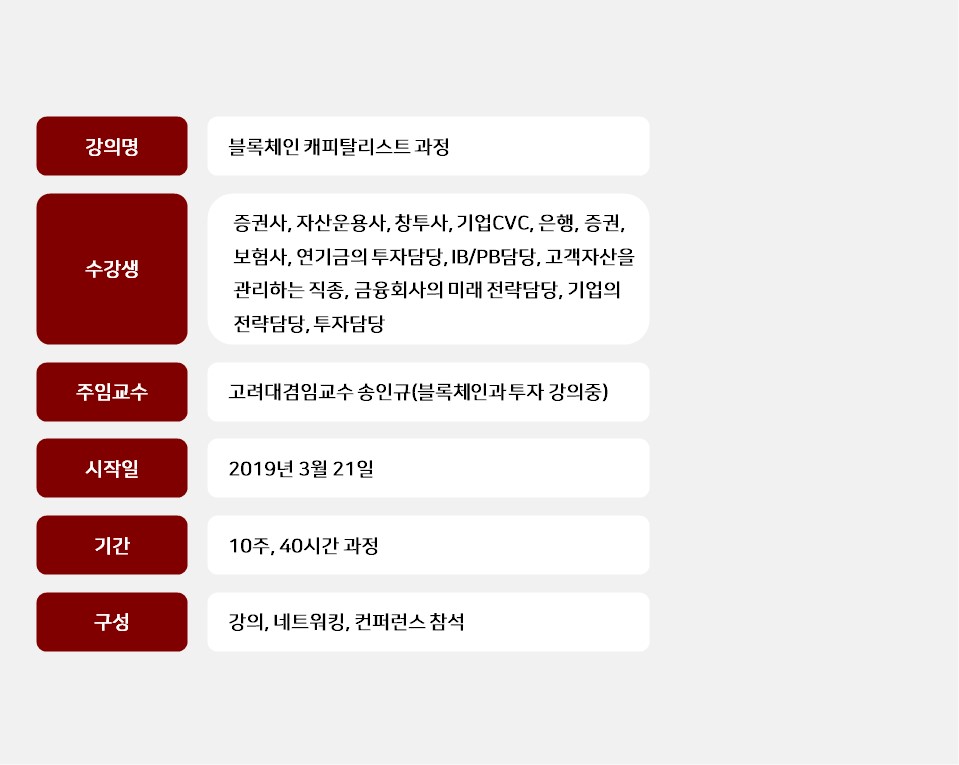 강의명
블록체인 캐피탈리스트 과정
수강생
증권사, 자산운용사, 창투사, 기업CVC, 은행, 증권,
보험사, 연기금의 투자담당, IB/PB담당, 고객자산을
관리하는 직종, 금융회사의 미래 전략담당, 기업의
전략담당, 투자담당
주임교수
고려대겸임교수 송인규(블록체인과 투자 강의중)
시작일
2019년 3월 21일
기간
10주, 40시간 과정
구성
강의, 네트워킹, 컨퍼런스 참석